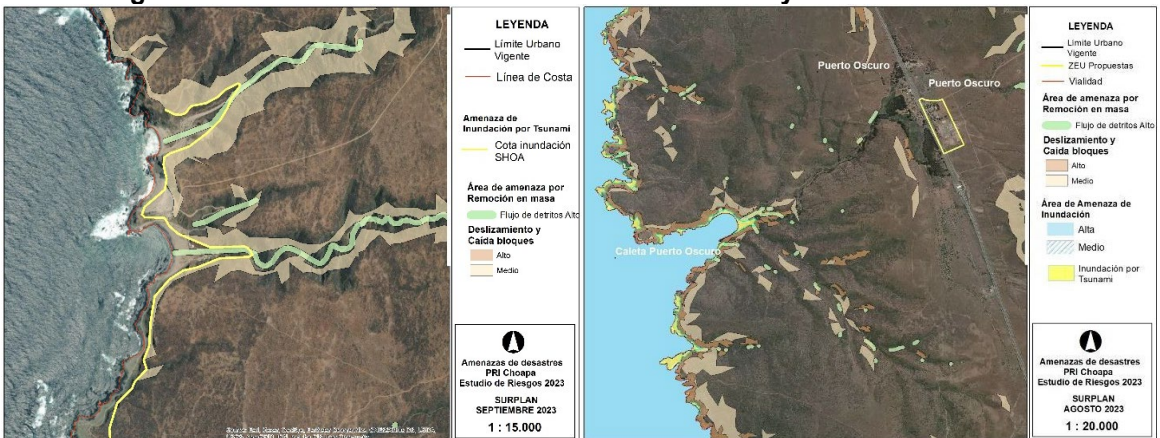 LEYENDA
Límite Urbano
Vigente
Línea de Costa
Amenaza de
Inundación por Tsunami
Cota inundación
SHOA
Área de amenaza por
Remoción en masa
Flujo de detritos Alto
Deslizamiento y
Caída bloques
Alto
Medio
Amenazas de desastres
PRI Choapa
Estudio de Riesgos 2023
SURPLAN
SEPTIEMBRE 2023
1 : 15.000
Puerto Oscuro
Puerto Oscuro
Caleta Puerto Oscuro
LEYENDA
Límite Urbano
Vigente
ZEU Propuestas
Vialidad
Área de amenaza por
Remoción en masa
Flujo de detritos Alto
Deslizamiento y
Caida bloques
Alto
Medio
Área de Amenaza de
Inundación
Alta
Medio
Inundación por
Tsunami
Amenazas de desastres
PRI Choapa
Estudio de Riesgos 2023
SURPLAN
AGOSTO 2023
1 : 20.000